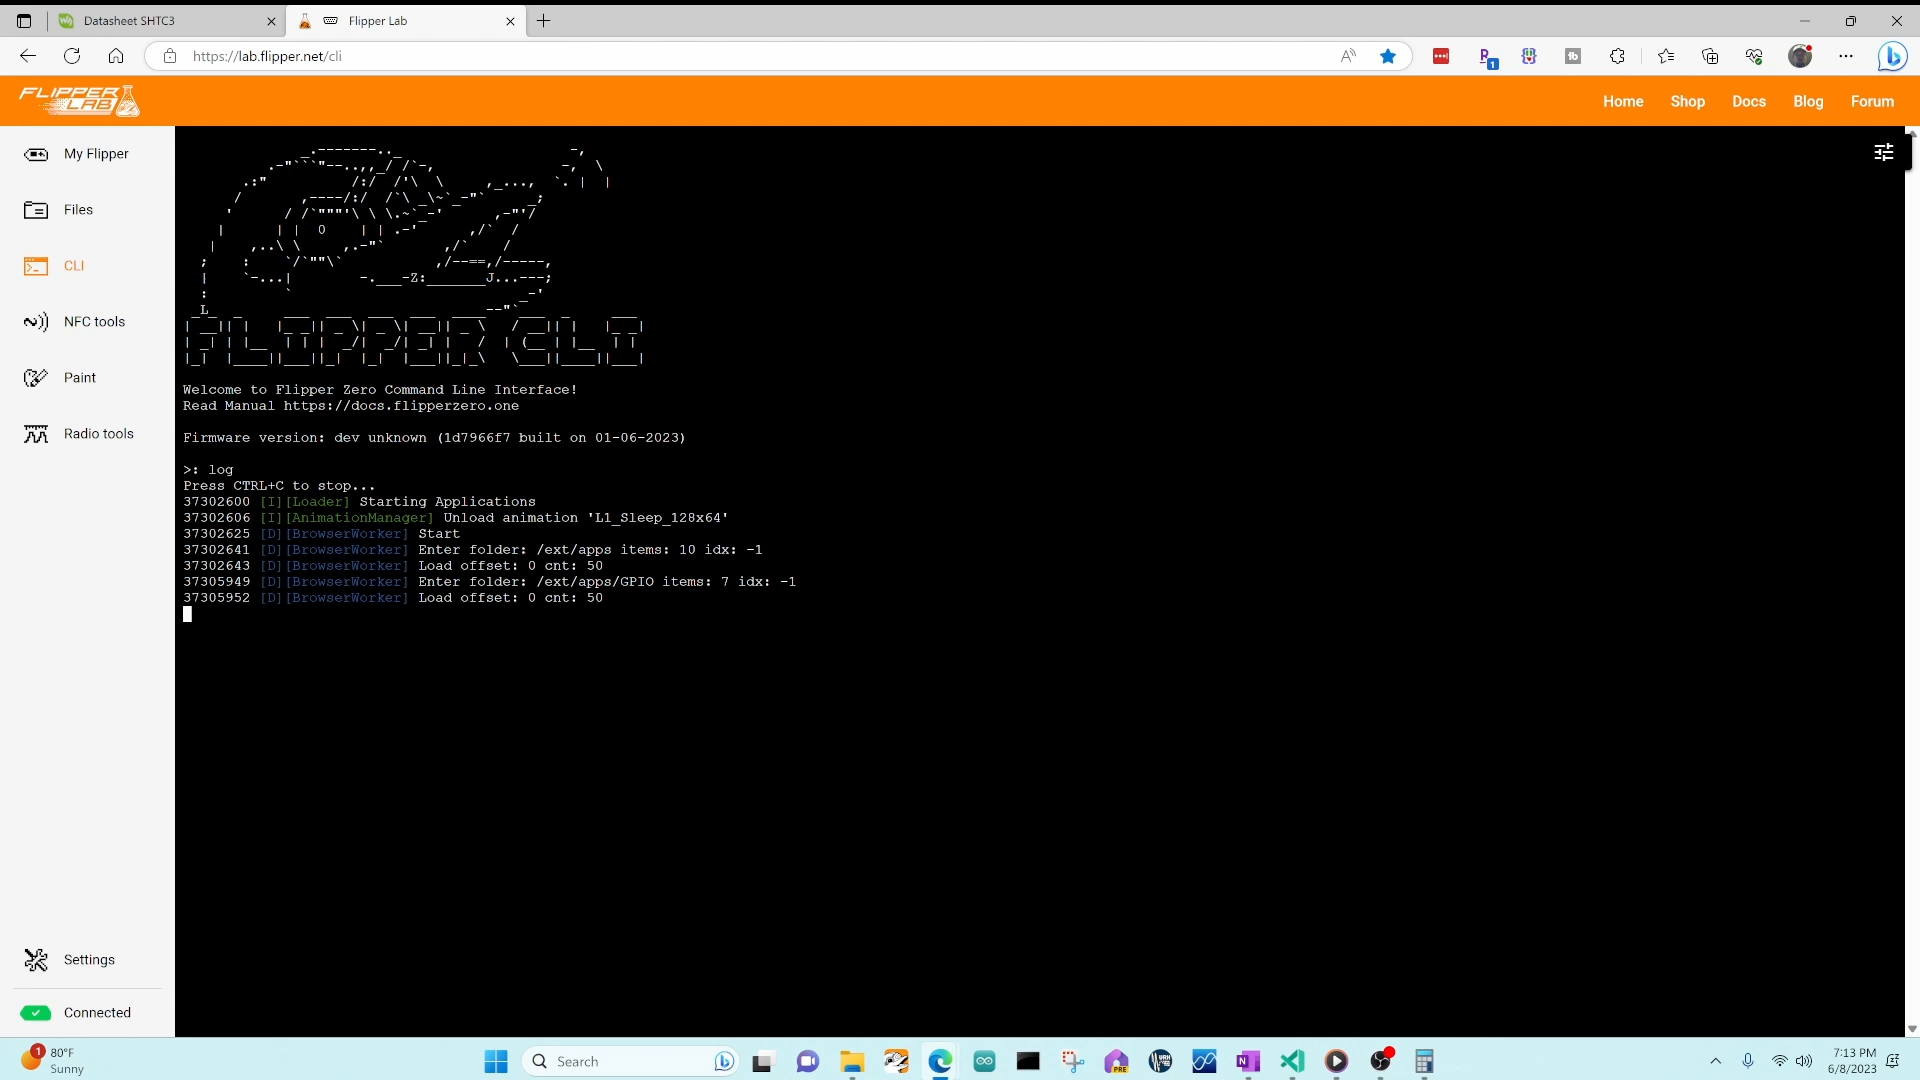 Datasheet SHTC3
Flipper Lab
https://lab.flipper.net/cli
FLIPPER LAB
Home Shop Docs Blog Forum
My Flipper
Files
CLI
NFC tools
Paint
Radio tools
Settings
Connected
FLIPPER CLI
Welcome to Flipper Zero Command Line Interface!
Read Manual https://docs.flipperzero.one
Firmware version: dev unknown (1d7966f7 built on 01-06-2023)
>: log
Press CTRL+C to stop...
37302600 [I][Loader] Starting Applications
37302606 [I][AnimationManager] Unload animation 'L1_Sleep_128x64'
37302625 [D][BrowserWorker] Start
37302641 [D][BrowserWorker] Enter folder: /ext/apps items: 10 idx: -1
37302643 [D][BrowserWorker] Load offset: 0 cnt: 50
37305949 [D][BrowserWorker] Enter folder: /ext/apps/GPIO items: 7 idx: -1
37305952 [D][BrowserWorker] Load offset: 0 cnt: 50
1
80°F
Sunny
Search
PRE
7:13 PM
6/8/2023